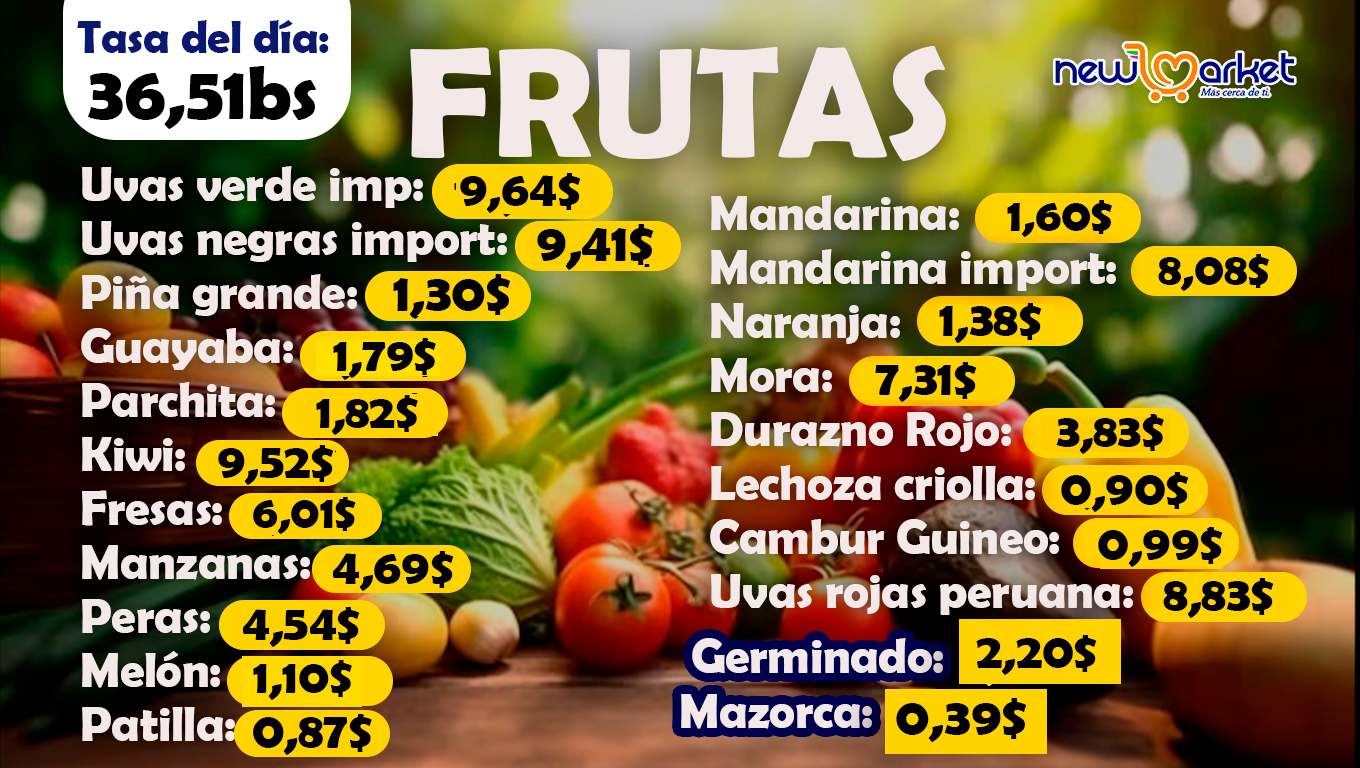 Tasa del día:
36,51bs
FRUTAS
new market
Más cerca de ti.
Uvas verde imp: 9,64$
Uvas negras import: 9,41$
Piña grande: 1,30$
Guayaba: 1,79$
Parchita: 1,82$
Kiwi: 9,52$
Fresas: 6,01$
Manzanas: 4,69$
Peras: 4,54$
Melón: 1,10$
Patilla: 0,87$
Mandarina: 1,60$
Mandarina import: 8,08$
Naranja: 1,38$
Mora: 7,31$
Durazno Rojo: 3,83$
Lechoza criolla: 0,90$
Cambur Guineo: 0,99$
Uvas rojas peruana: 8,83$
Germinado: 2,20$
Mazorca: 0,39$